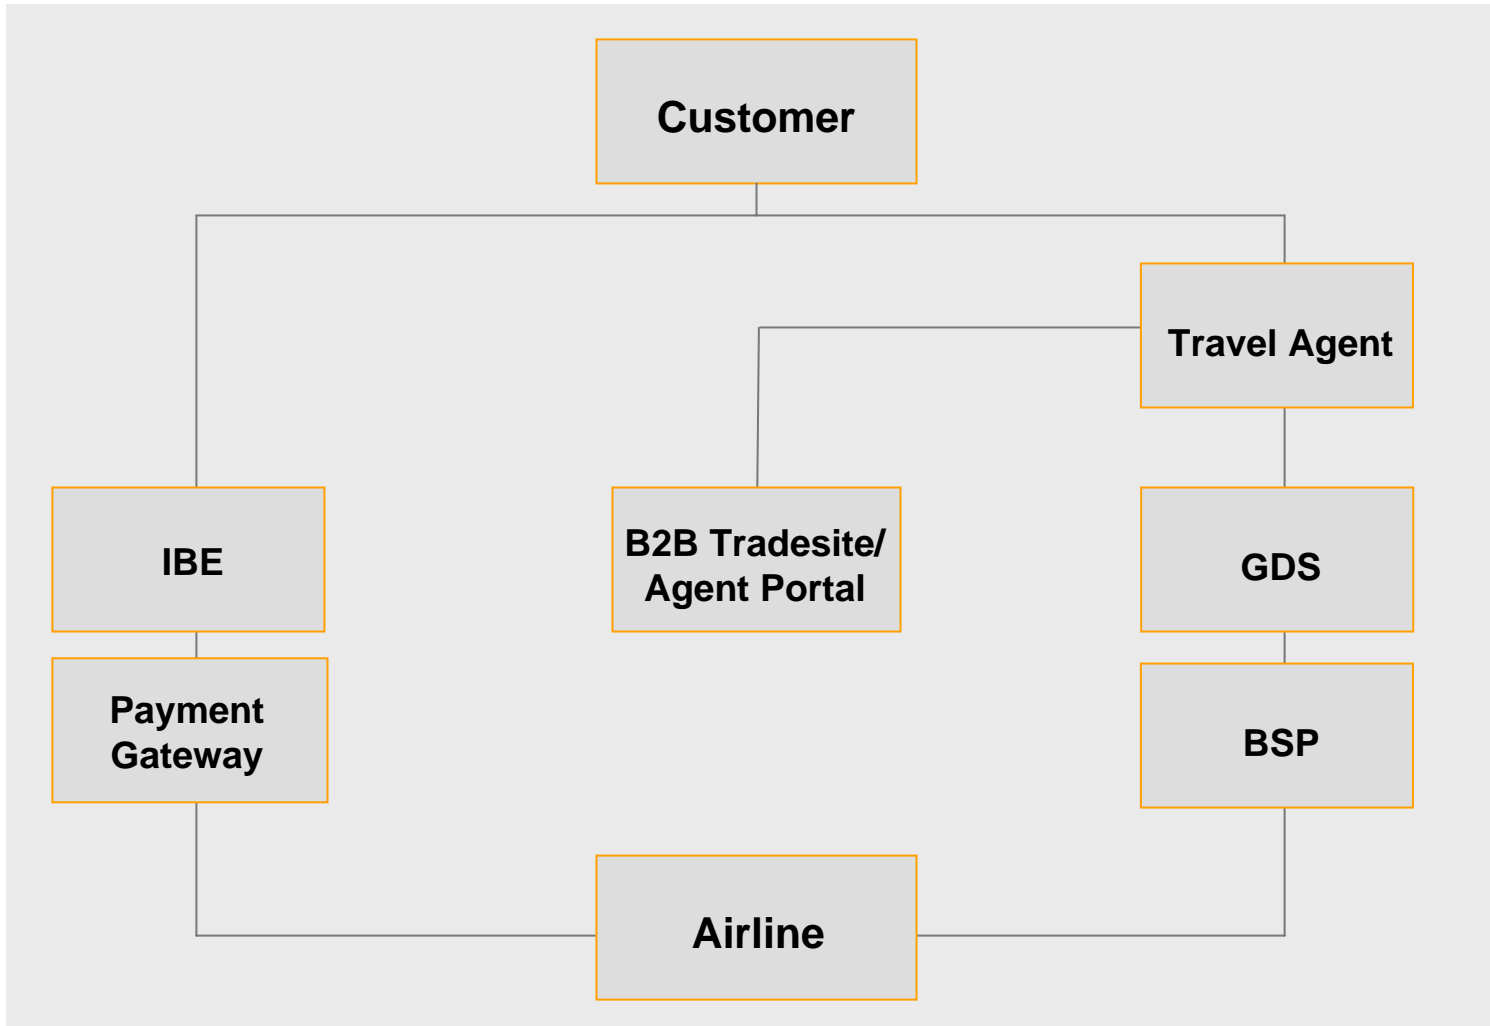 Customer
Travel Agent
IBE
B2B Tradesite/
Agent Portal
GDS
Payment
Gateway
BSP
Airline